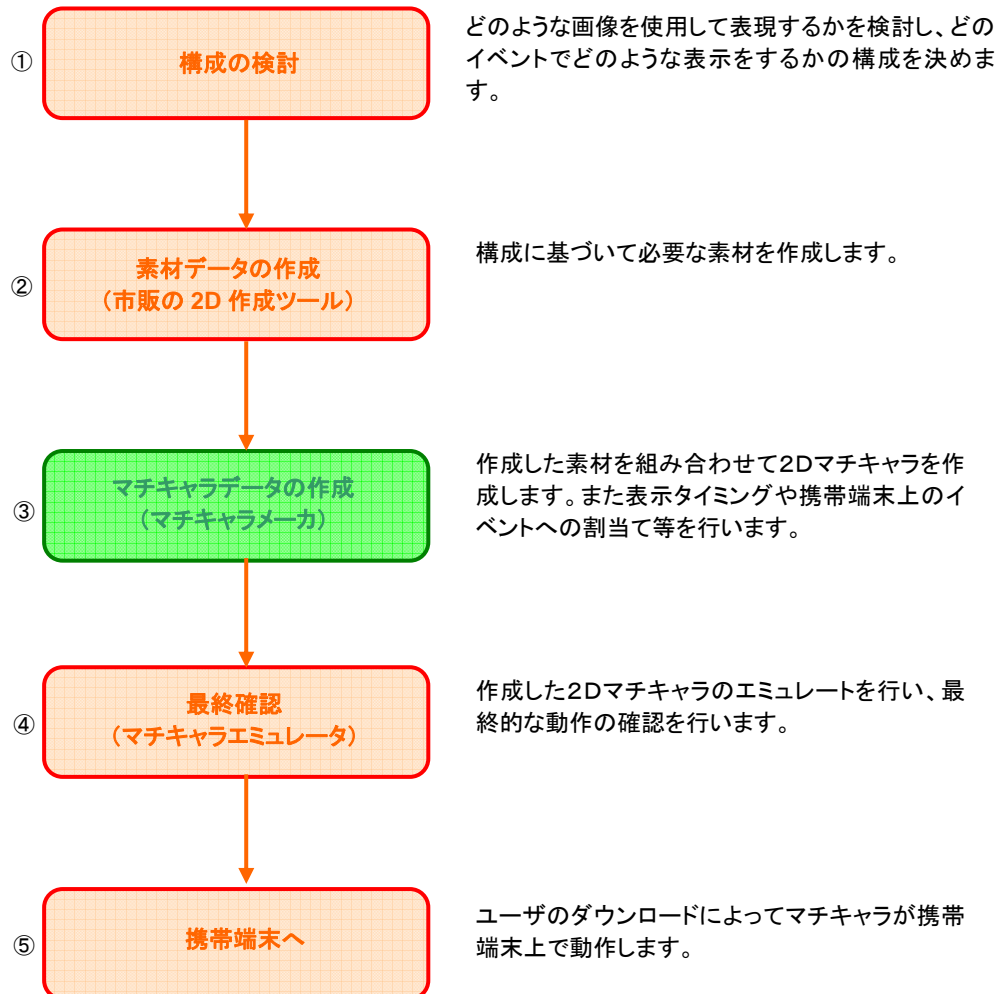 ①
構成の検討
どのような画像を使用して表現するかを検討し、どの
イベントでどのような表示をするかの構成を決めま
す。
②
素材データの作成
（市販の 2D 作成ツール）
構成に基づいて必要な素材を作成します。
③
マチキャラデータの作成
（マチキャラメーカ）
作成した素材を組み合わせて２Dマチキャラを作
成します。また表示タイミングや携帯端末上のイ
ベントへの割当て等を行います。
④
最終確認
（マチキャラエミュレータ）
作成した２Dマチキャラのエミュレートを行い、最
終的な動作の確認を行います。
⑤
携帯端末へ
ユーザのダウンロードによってマチキャラが携帯
端末上で動作します。